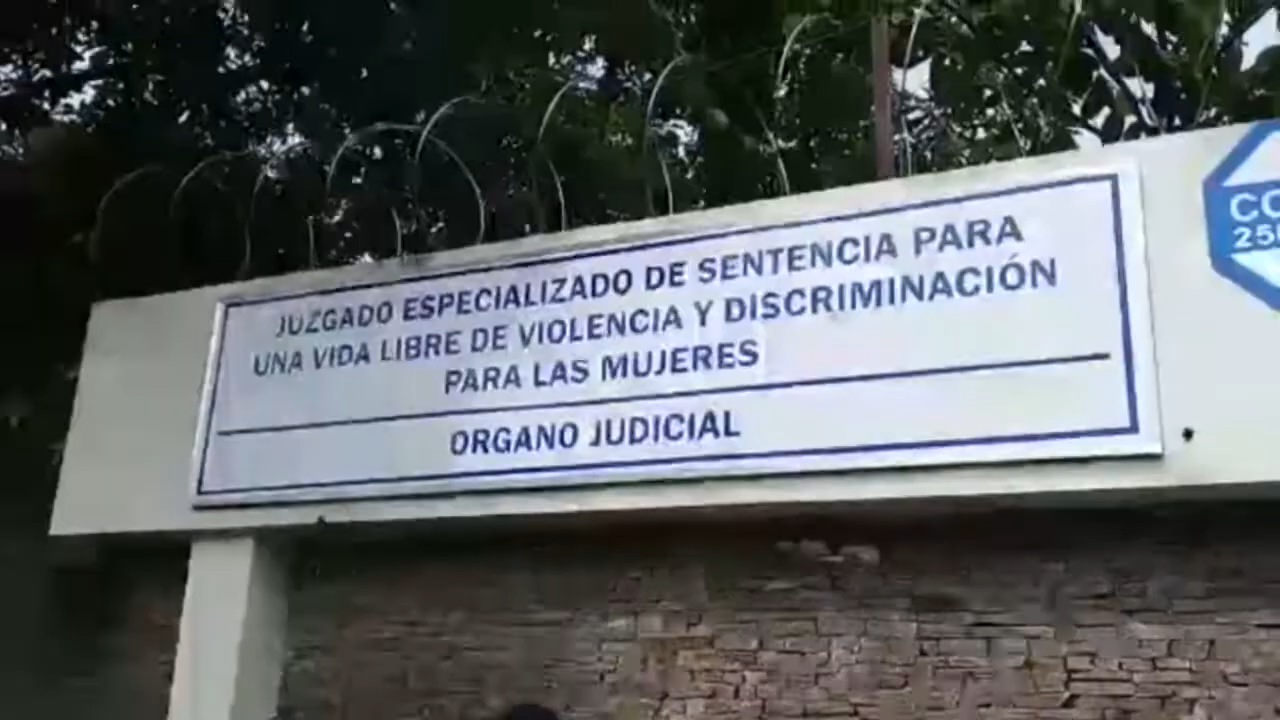 JUZGADO ESPECIALIZADO DE SENTENCIA PARA
UNA VIDA LIBRE DE VIOLENCIA Y DISCRIMINACIÓN
PARA LAS MUJERES
ORGANO JUDICIAL